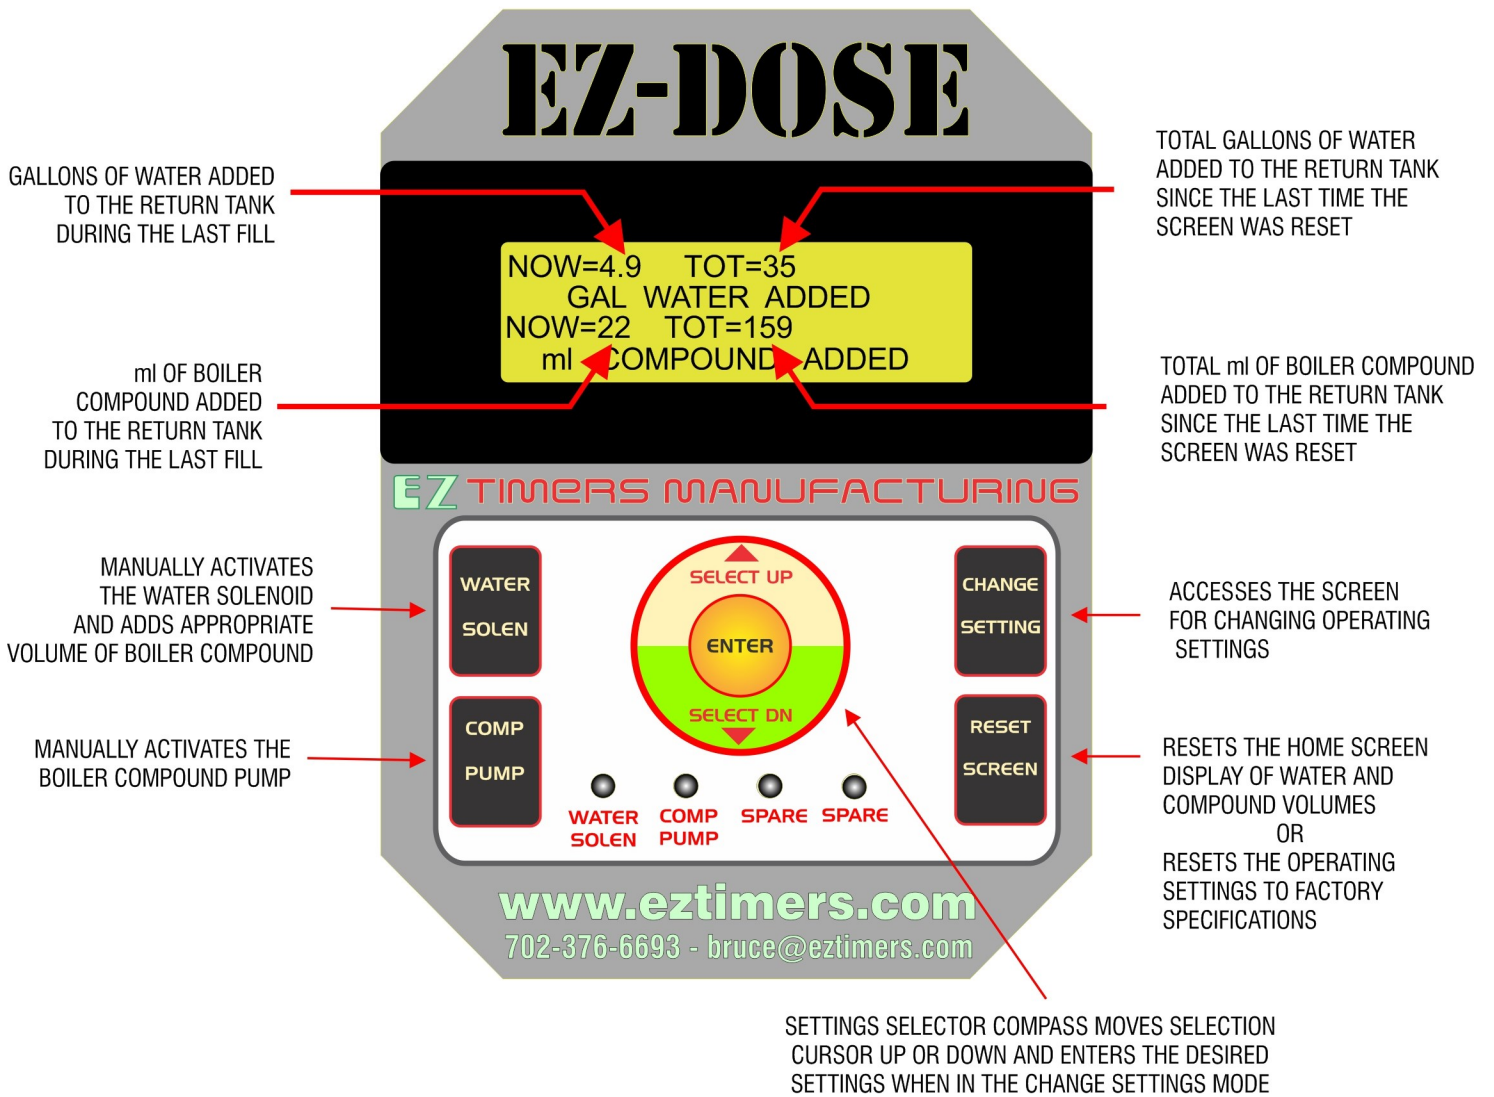 EZ-DOSE
GALLONS OF WATER ADDED
TO THE RETURN TANK
DURING THE LAST FILL
TOTAL GALLONS OF WATER
ADDED TO THE RETURN TANK
SINCE THE LAST TIME THE
SCREEN WAS RESET
NOW=4.9 TOT=35
GAL WATER ADDED
NOW=22 TOT=159
ml COMPOUND ADDED
ml OF BOILER
COMPOUND ADDED
TO THE RETURN TANK
DURING THE LAST FILL
TOTAL ml OF BOILER COMPOUND
ADDED TO THE RETURN TANK
SINCE THE LAST TIME THE
SCREEN WAS RESET
EZ TIMERS MANUFACTURING
MANUALLY ACTIVATES
THE WATER SOLENOID
AND ADDS APPROPRIATE
VOLUME OF BOILER COMPOUND
WATER
SOLEN
SELECT UP
ENTER
SELECT DN
CHANGE
SETTING
ACCESSES THE SCREEN
FOR CHANGING OPERATING
SETTINGS
MANUALLY ACTIVATES THE
BOILER COMPOUND PUMP
COMP
PUMP
RESET
SCREEN
RESETS THE HOME SCREEN
DISPLAY OF WATER AND
COMPOUND VOLUMES
OR
RESETS THE OPERATING
SETTINGS TO FACTORY
SPECIFICATIONS
WATER
SOLEN
COMP
PUMP
SPARE
SPARE
www.eztimers.com
702-376-6693 - bruce@eztimers.com
SETTINGS SELECTOR COMPASS MOVES SELECTION
CURSOR UP OR DOWN AND ENTERS THE DESIRED
SETTINGS WHEN IN THE CHANGE SETTINGS MODE